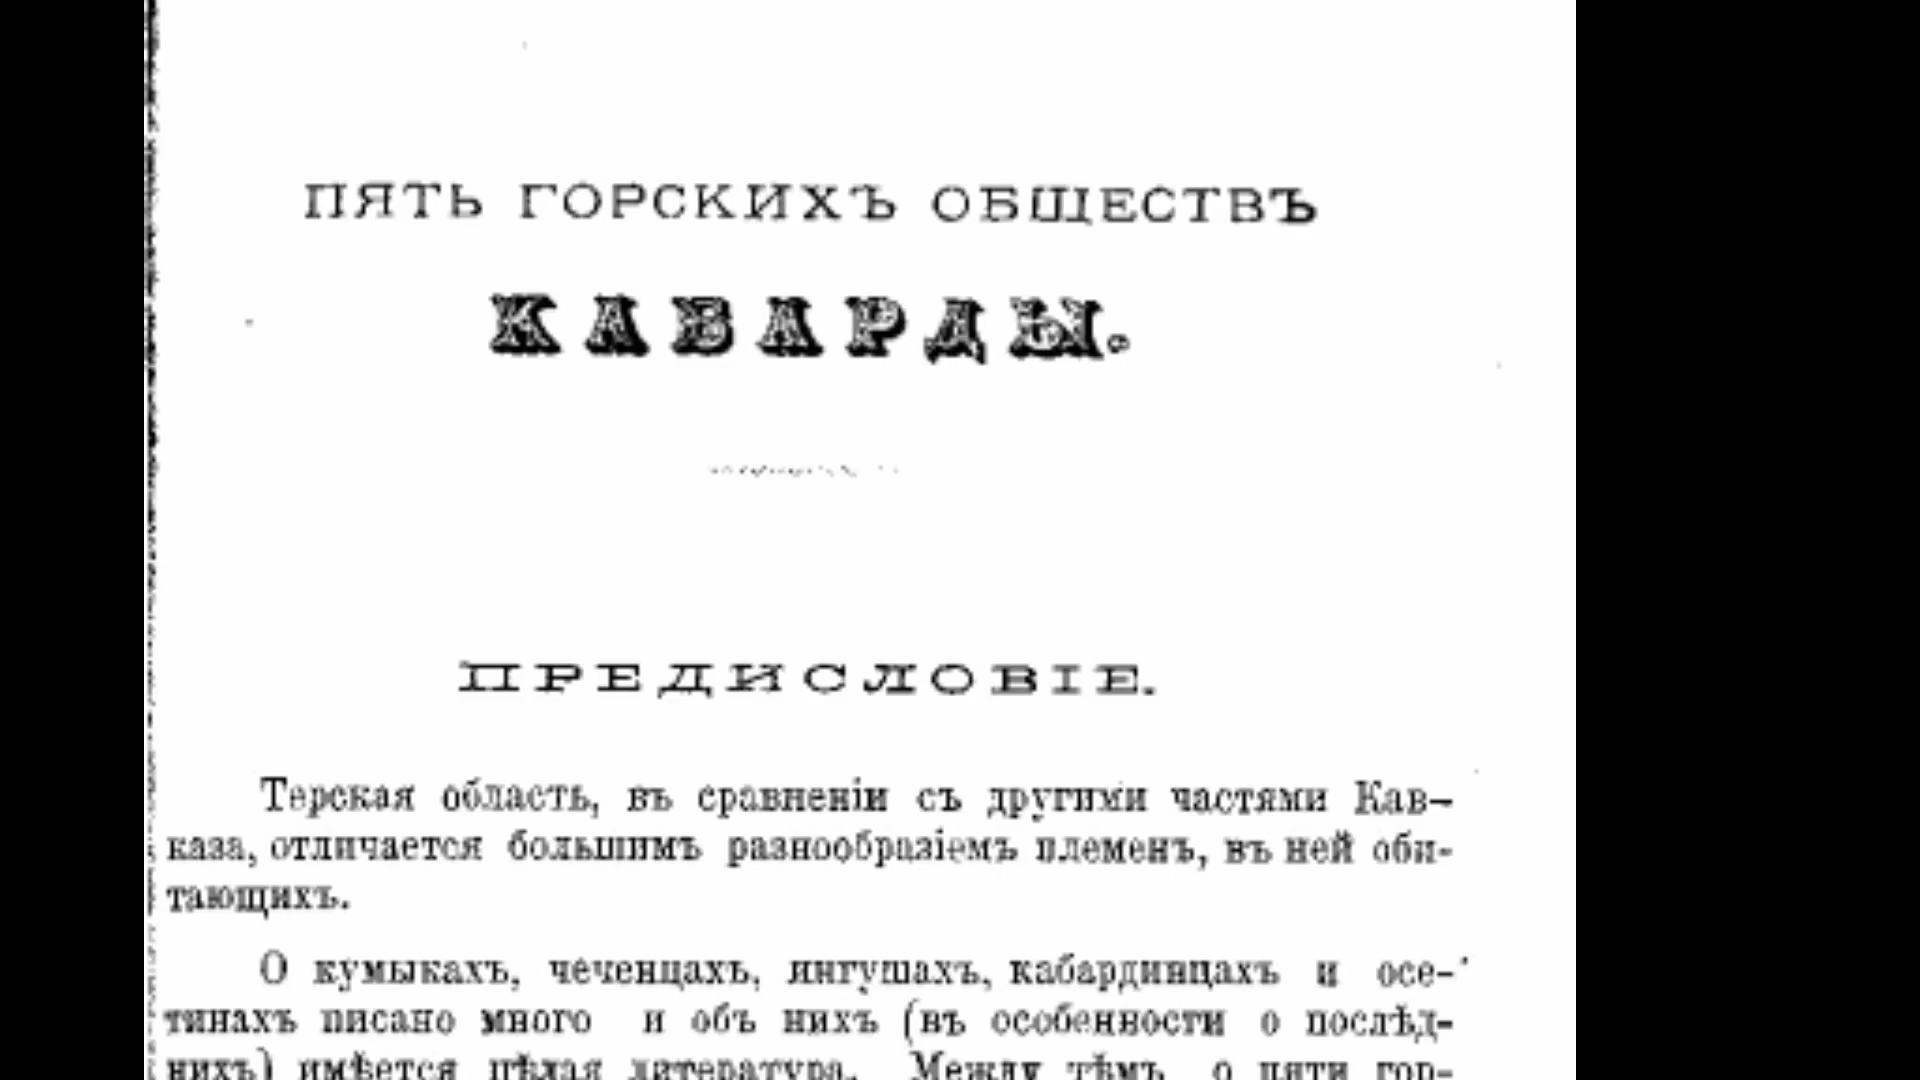 ПЯТЬ ГОРСКИХЪ ОБЩЕСТВЪ
КАБАРДЫ.
ПРЕДИСЛОВІЕ.
Терская область, въ сравненіи съ другими частями Кав-
каза, отличается большимъ разнообразіемъ племенъ, въ ней оби-
тающихъ.
О кумыкахъ, чеченцахъ, ингушахъ, кабардинцахъ и осе-
тинахъ писано много и объ нихъ (въ особенности о послѣд-
нихъ) имѣется цѣлая литература. Между тѣмъ о пяти гор-